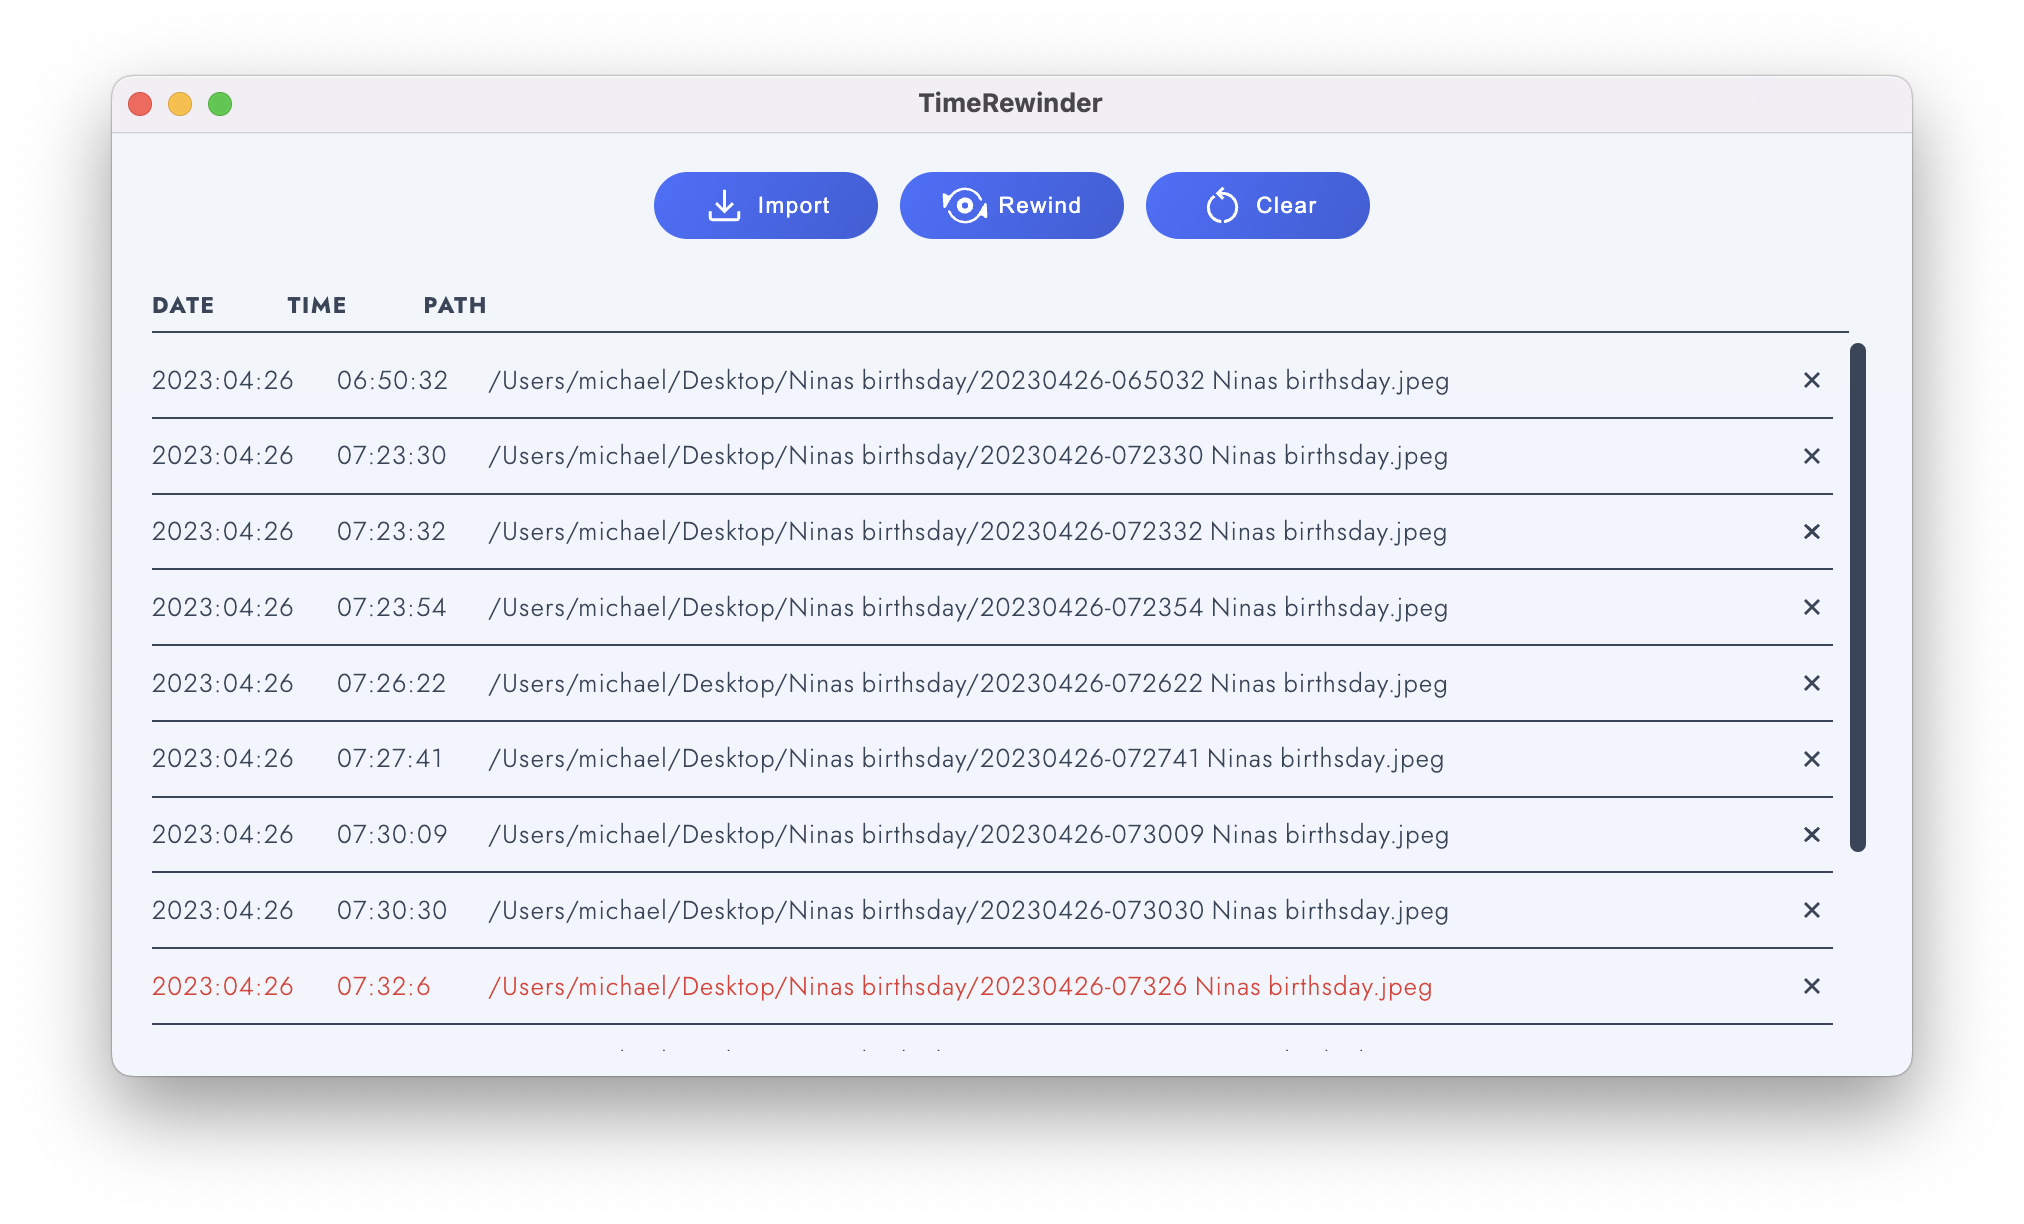 TimeRewinder
Import Rewind Clear
DATE TIME PATH
2023:04:26 06:50:32 /Users/michael/Desktop/Ninas birthsday/20230426-065032 Ninas birthsday.jpeg
2023:04:26 07:23:30 /Users/michael/Desktop/Ninas birthsday/20230426-072330 Ninas birthsday.jpeg
2023:04:26 07:23:32 /Users/michael/Desktop/Ninas birthsday/20230426-072332 Ninas birthsday.jpeg
2023:04:26 07:23:54 /Users/michael/Desktop/Ninas birthsday/20230426-072354 Ninas birthsday.jpeg
2023:04:26 07:26:22 /Users/michael/Desktop/Ninas birthsday/20230426-072622 Ninas birthsday.jpeg
2023:04:26 07:27:41 /Users/michael/Desktop/Ninas birthsday/20230426-072741 Ninas birthsday.jpeg
2023:04:26 07:30:09 /Users/michael/Desktop/Ninas birthsday/20230426-073009 Ninas birthsday.jpeg
2023:04:26 07:30:30 /Users/michael/Desktop/Ninas birthsday/20230426-073030 Ninas birthsday.jpeg
2023:04:26 07:32:6 /Users/michael/Desktop/Ninas birthsday/20230426-07326 Ninas birthsday.jpeg